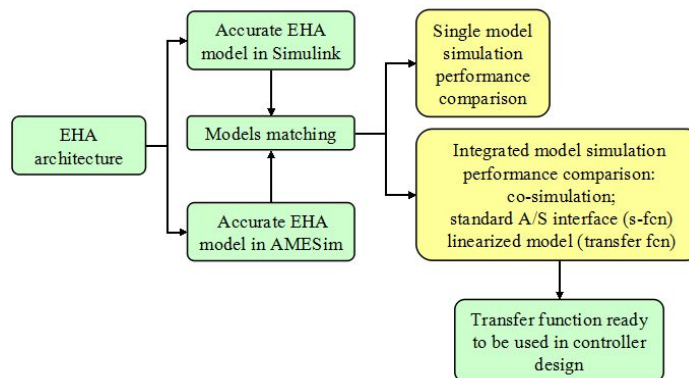 Accurate EHA
model in Simulink
Single model
simulation
performance
comparison
EHA
architecture
Models matching
Integrated model simulation
performance comparison:
co-simulation;
standard A/S interface (s-fcn)
linearized model (transfer fcn)
Accurate EHA
model in AMESim
Transfer function ready
to be used in controller
design